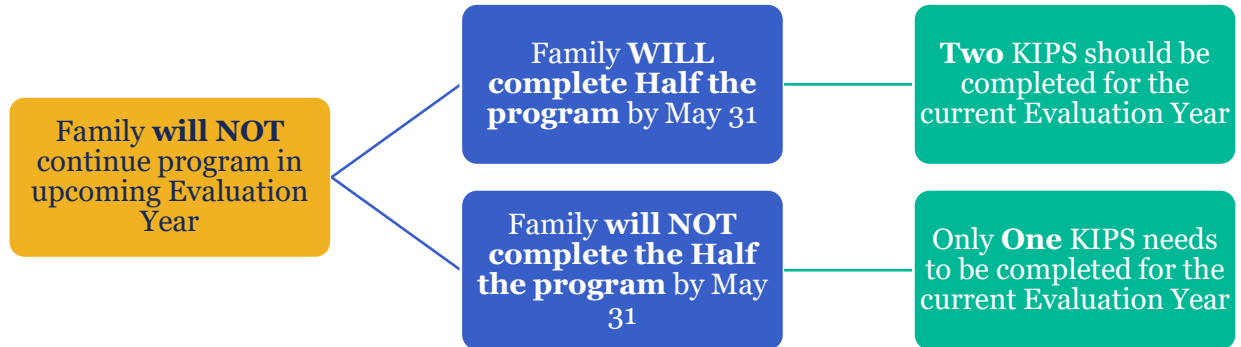 Family will NOT
continue program in
upcoming Evaluation
Year
Family WILL
complete Half the
program by May 31
Two KIPS should be
completed for the
current Evaluation Year
Family will NOT
complete the Half
the program by May
31
Only One KIPS needs
to be completed for the
current Evaluation Year